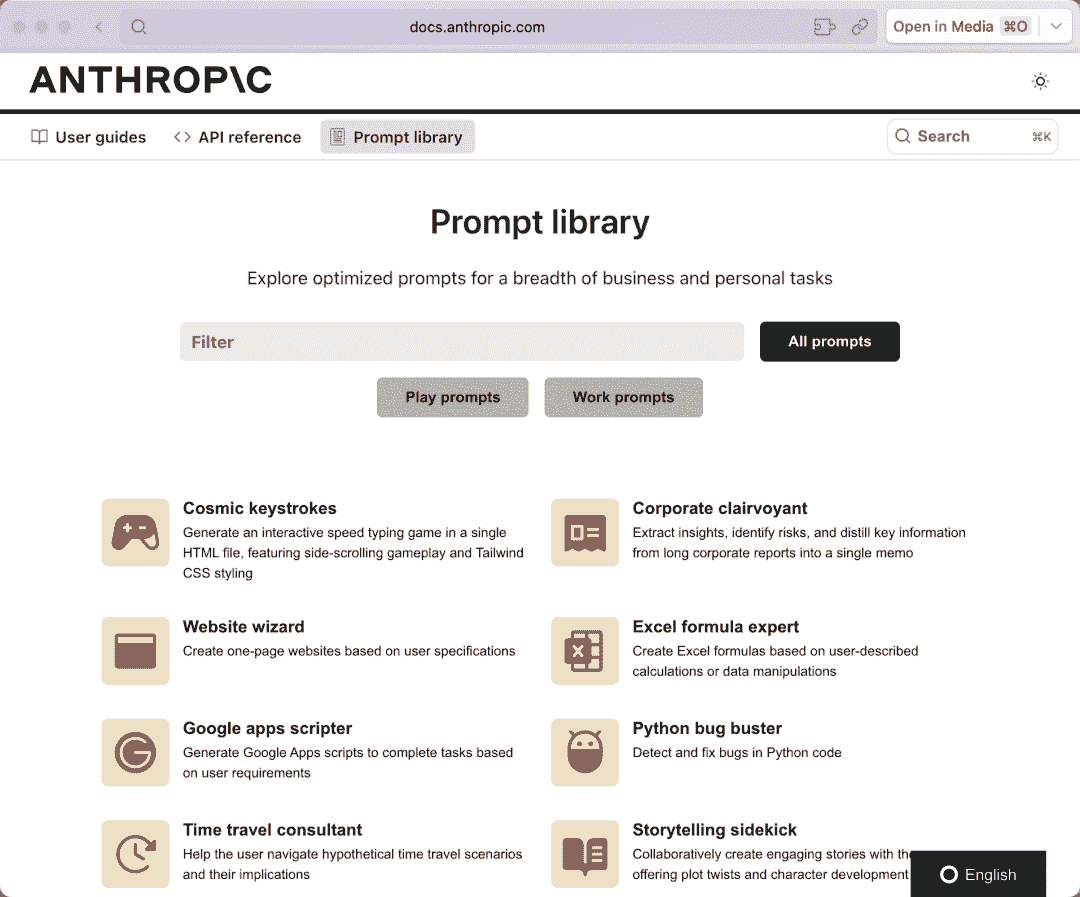 docs.anthropic.com
Open in Media ⌘O
ANTHROP\C
User guides
API reference
Prompt library
Search ⌘K
Prompt library
Explore optimized prompts for a breadth of business and personal tasks
Filter
All prompts
Play prompts
Work prompts
Cosmic keystrokes
Generate an interactive speed typing game in a single
HTML file, featuring side-scrolling gameplay and Tailwind
CSS styling
Corporate clairvoyant
Extract insights, identify risks, and distill key information
from long corporate reports into a single memo
Website wizard
Create one-page websites based on user specifications
Excel formula expert
Create Excel formulas based on user-described
calculations or data manipulations
Google apps scripter
Generate Google Apps scripts to complete tasks based
on user requirements
Python bug buster
Detect and fix bugs in Python code
Time travel consultant
Help the user navigate hypothetical time travel scenarios
and their implications
Storytelling sidekick
Collaboratively create engaging stories with
offering plot twists and character development
English